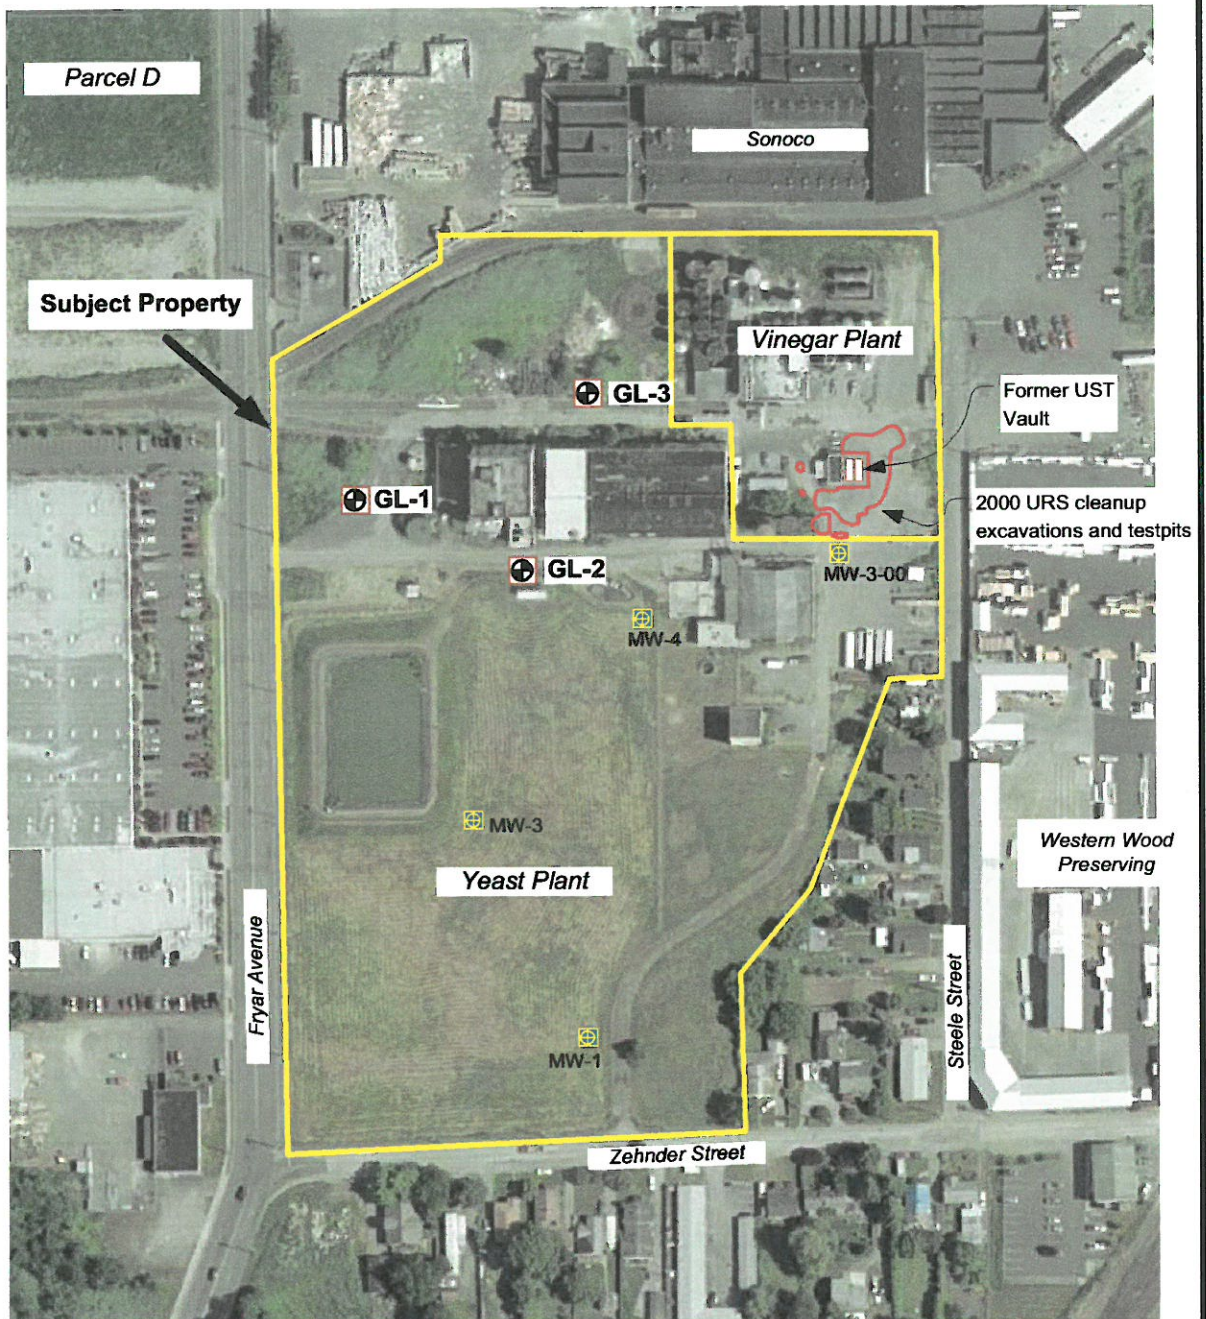 Parcel D
Sonoco
Subject Property
Vinegar Plant
Former UST
Vault
GL-3
GL-1
2000 URS cleanup
excavations and testpits
GL-2
MW-3-00
MW-4
MW-3
Western Wood
Preserving
Yeast Plant
Fryar Avenue
Steele Street
MW-1
Zehnder Street